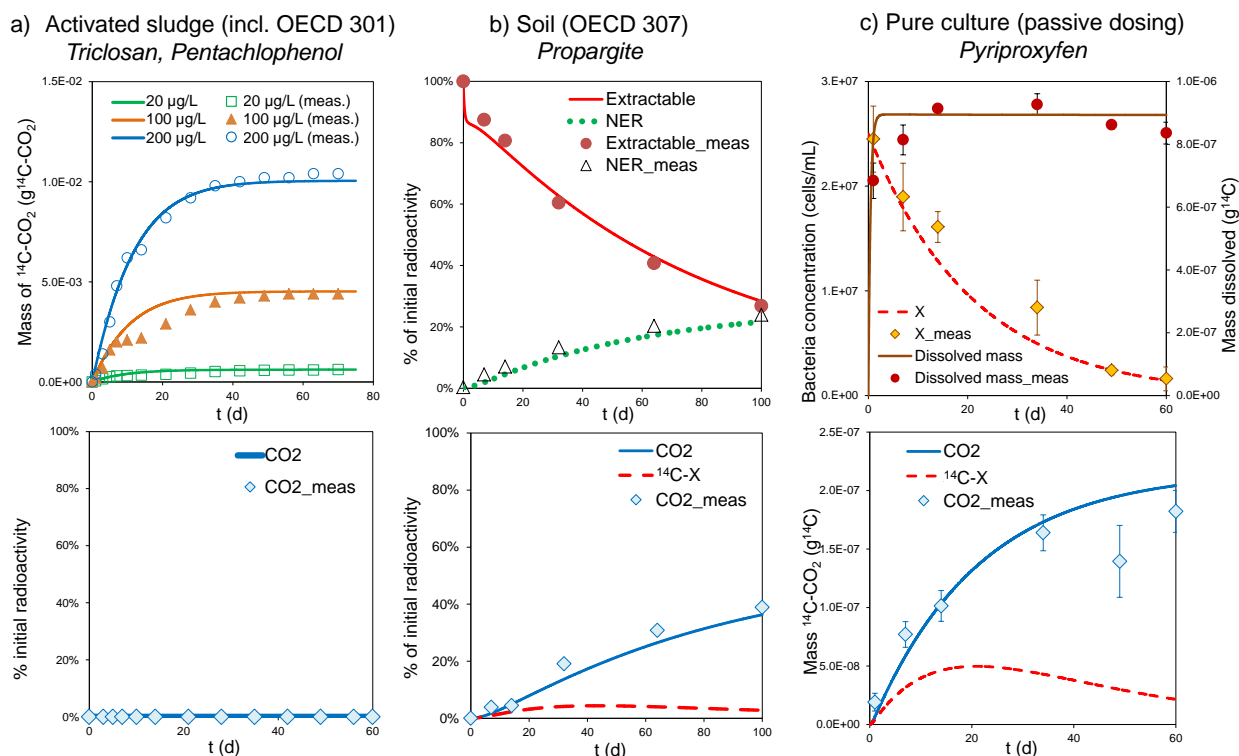 a) Activated sludge (incl. OECD 301)
Triclosan, Pentachlophenol
1.5E-02
1.0E-02
5.0E-03
0.0E+00
Mass of ¹⁴C-CO₂ (g¹⁴C-CO₂)
20 µg/L
20 µg/L (meas.)
100 µg/L
100 µg/L (meas.)
200 µg/L
200 µg/L (meas.)
0 20 40 60 80
t (d)
b) Soil (OECD 307)
Propargite
100%
80%
60%
40%
20%
0%
% of initial radioactivity
Extractable
NER
Extractable_meas
NER_meas
0 20 40 60 80 100
t (d)
c) Pure culture (passive dosing)
Pyriproxyfen
3.E+07
2.E+07
1.E+07
0.E+00
Bacteria concentration (cells/mL)
X
X_meas
Dissolved mass
Dissolved mass_meas
1.0E-06
8.0E-07
6.0E-07
4.0E-07
2.0E-07
0.0E+00
Mass dissolved (g¹⁴C)
0 20 40 60
t (d)
100%
80%
60%
40%
20%
0%
% initial radioactivity
CO2
CO2_meas
0 10 20 30 40 50 60
t (d)
100%
80%
60%
40%
20%
0%
% of initial radioactivity
CO2
¹⁴C-X
CO2_meas
0 20 40 60 80 100
t (d)
2.5E-07
2.0E-07
1.5E-07
1.0E-07
5.0E-08
0.0E+00
Mass ¹⁴C-CO₂ (g¹⁴C)
CO2
¹⁴C-X
CO2_meas
0 20 40 60
t (d)